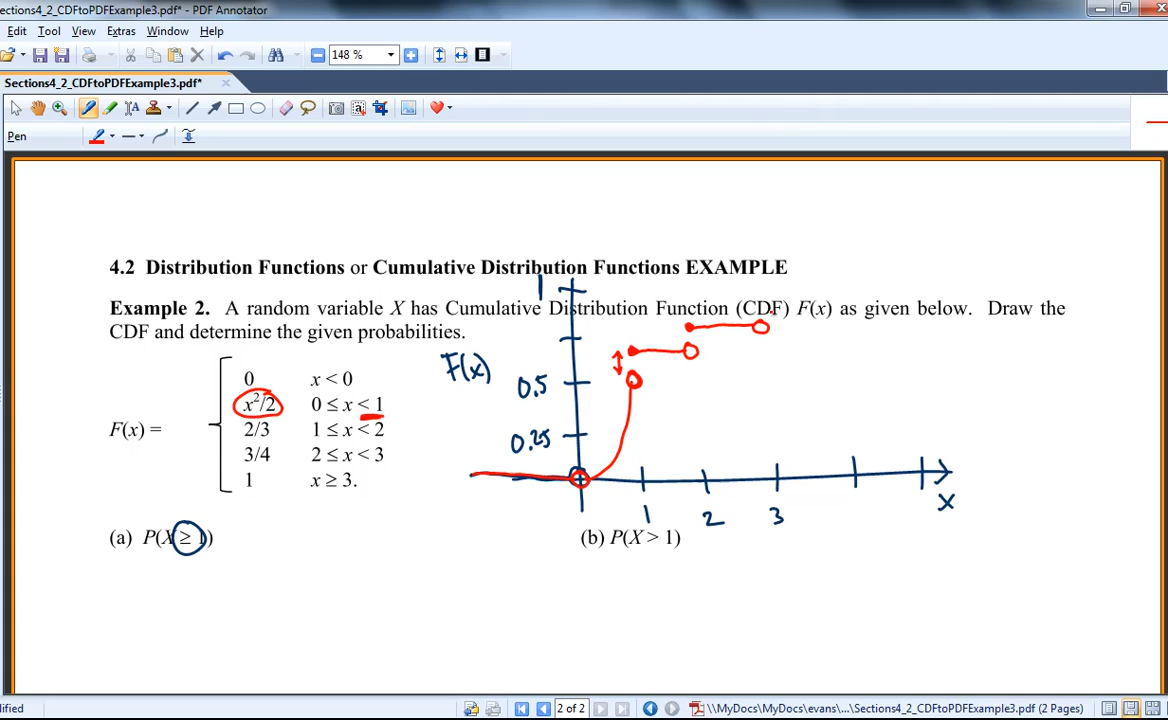 ections4_2_CDFtoPDFExample3.pdf* - PDF Annotator
Edit Tool View Extras Window Help
148 %
Sections4_2_CDFtoPDFExample3.pdf*
Pen
4.2 Distribution Functions or Cumulative Distribution Functions EXAMPLE
Example 2. A random variable X has Cumulative Distribution Function (CDF) F(x) as given below. Draw the
CDF and determine the given probabilities.
F(x) =
0 x < 0
x²/2 0 ≤ x < 1
2/3 1 ≤ x < 2
3/4 2 ≤ x < 3
1 x ≥ 3.
F(x)
1
0.5
0.25
1 2 3
x
(a) P(X ≥ 1)
(b) P(X > 1)
ified
2 of 2
\\MyDocs\MyDocs\evans\...\Sections4_2_CDFtoPDFExample3.pdf (2 Pages)